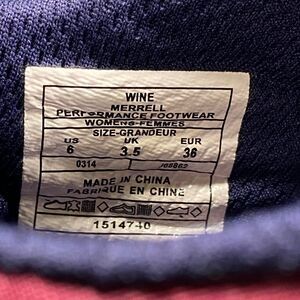 WINE
MERRELL
PERFORMANCE FOOTWEAR
WOMENS-FEMMES
SIZE-GRANDEUR
US UK EUR
6 3.5 36
0314 J65862
MADE IN CHINA
FABRIQUE EN CHINE
1514740